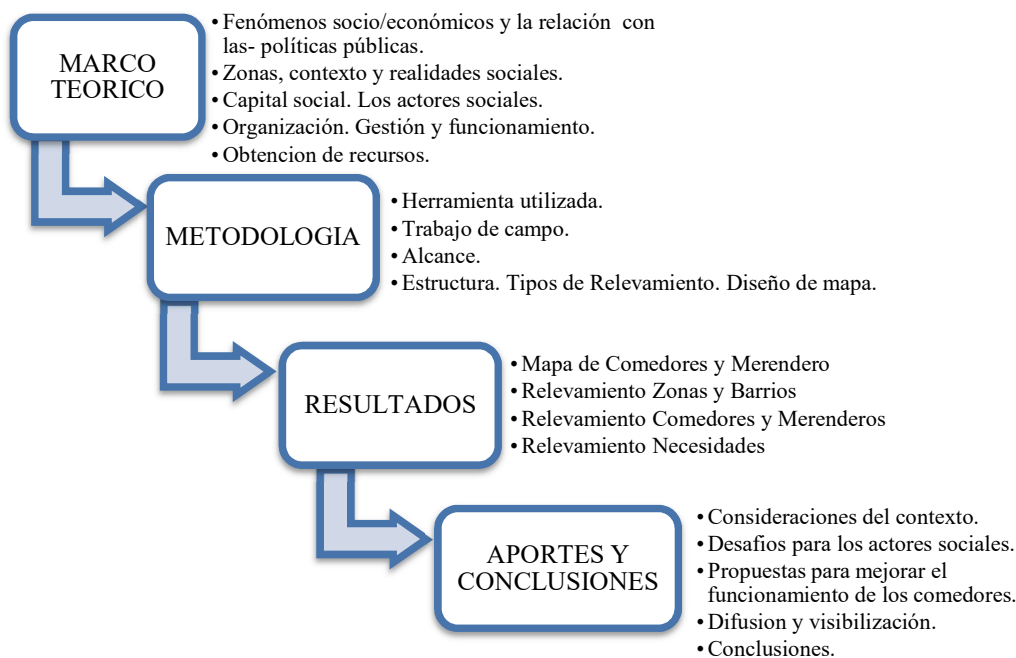 MARCO
TEORICO
• Fenómenos socio/económicos y la relación con
las- políticas públicas.
• Zonas, contexto y realidades sociales.
• Capital social. Los actores sociales.
• Organización. Gestión y funcionamiento.
• Obtencion de recursos.
METODOLOGIA
• Herramienta utilizada.
• Trabajo de campo.
• Alcance.
• Estructura. Tipos de Relevamiento. Diseño de mapa.
RESULTADOS
• Mapa de Comedores y Merendero
• Relevamiento Zonas y Barrios
• Relevamiento Comedores y Merenderos
• Relevamiento Necesidades
APORTES Y
CONCLUSIONES
• Consideraciones del contexto.
• Desafios para los actores sociales.
• Propuestas para mejorar el
funcionamiento de los comedores.
• Difusion y visibilización.
• Conclusiones.